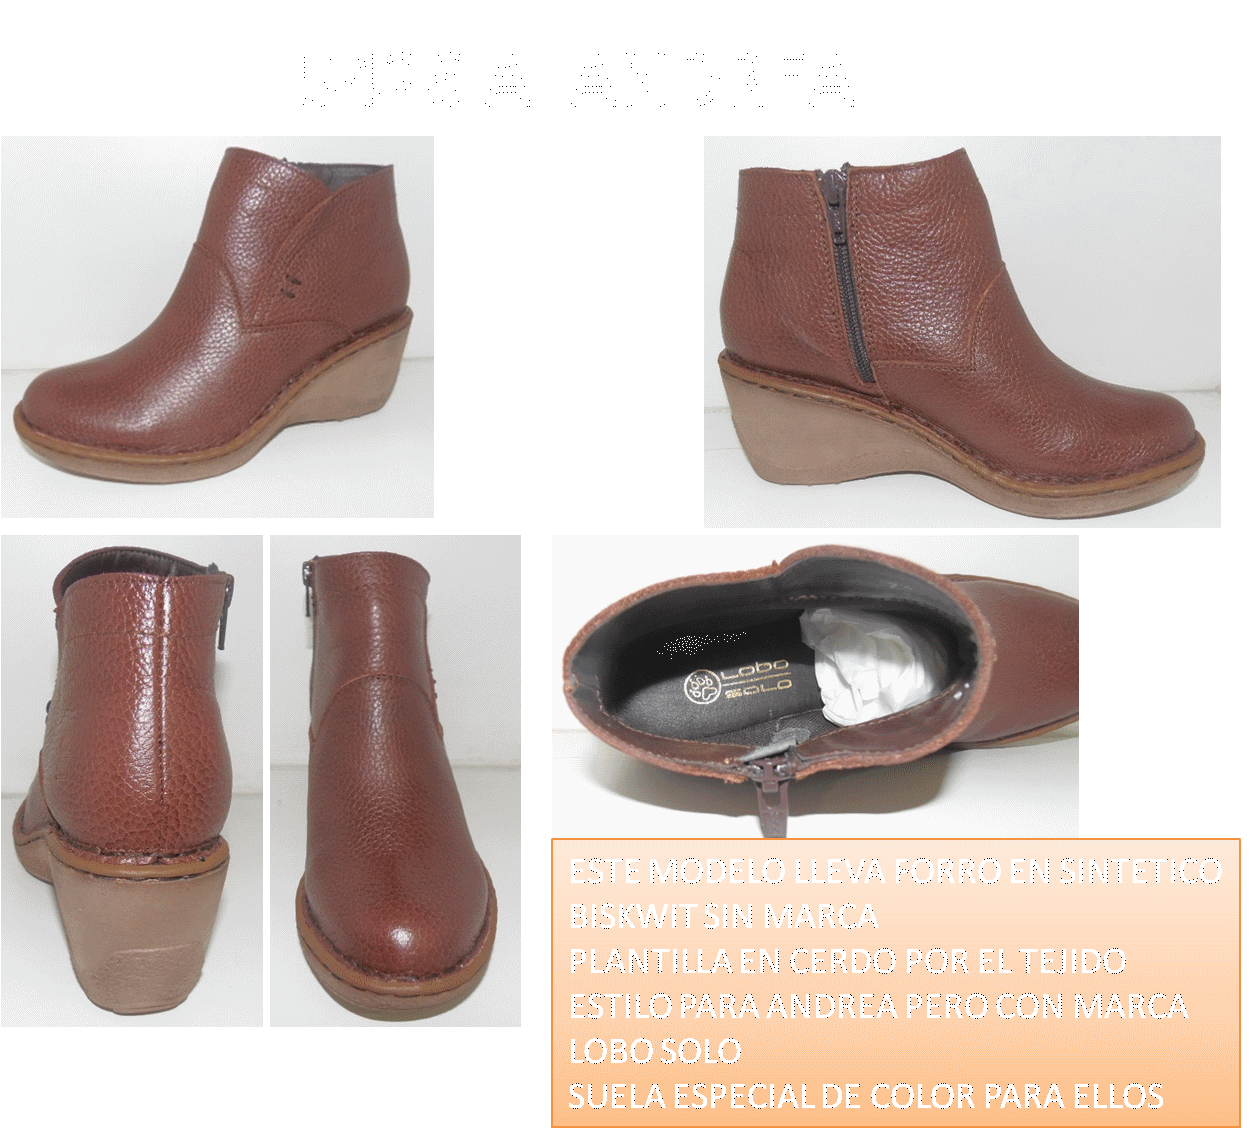 ANDREA
LOBO
SOLO
ESTE MODELO LLEVA FORRO EN SINTETICO
BISKWIT SIN MARCA
PLANTILLA EN CERDO POR EL TEJIDO
ESTILO PARA ANDREA PERO CON MARCA
LOBO SOLO
SUELA ESPECIAL DE COLOR PARA ELLOS